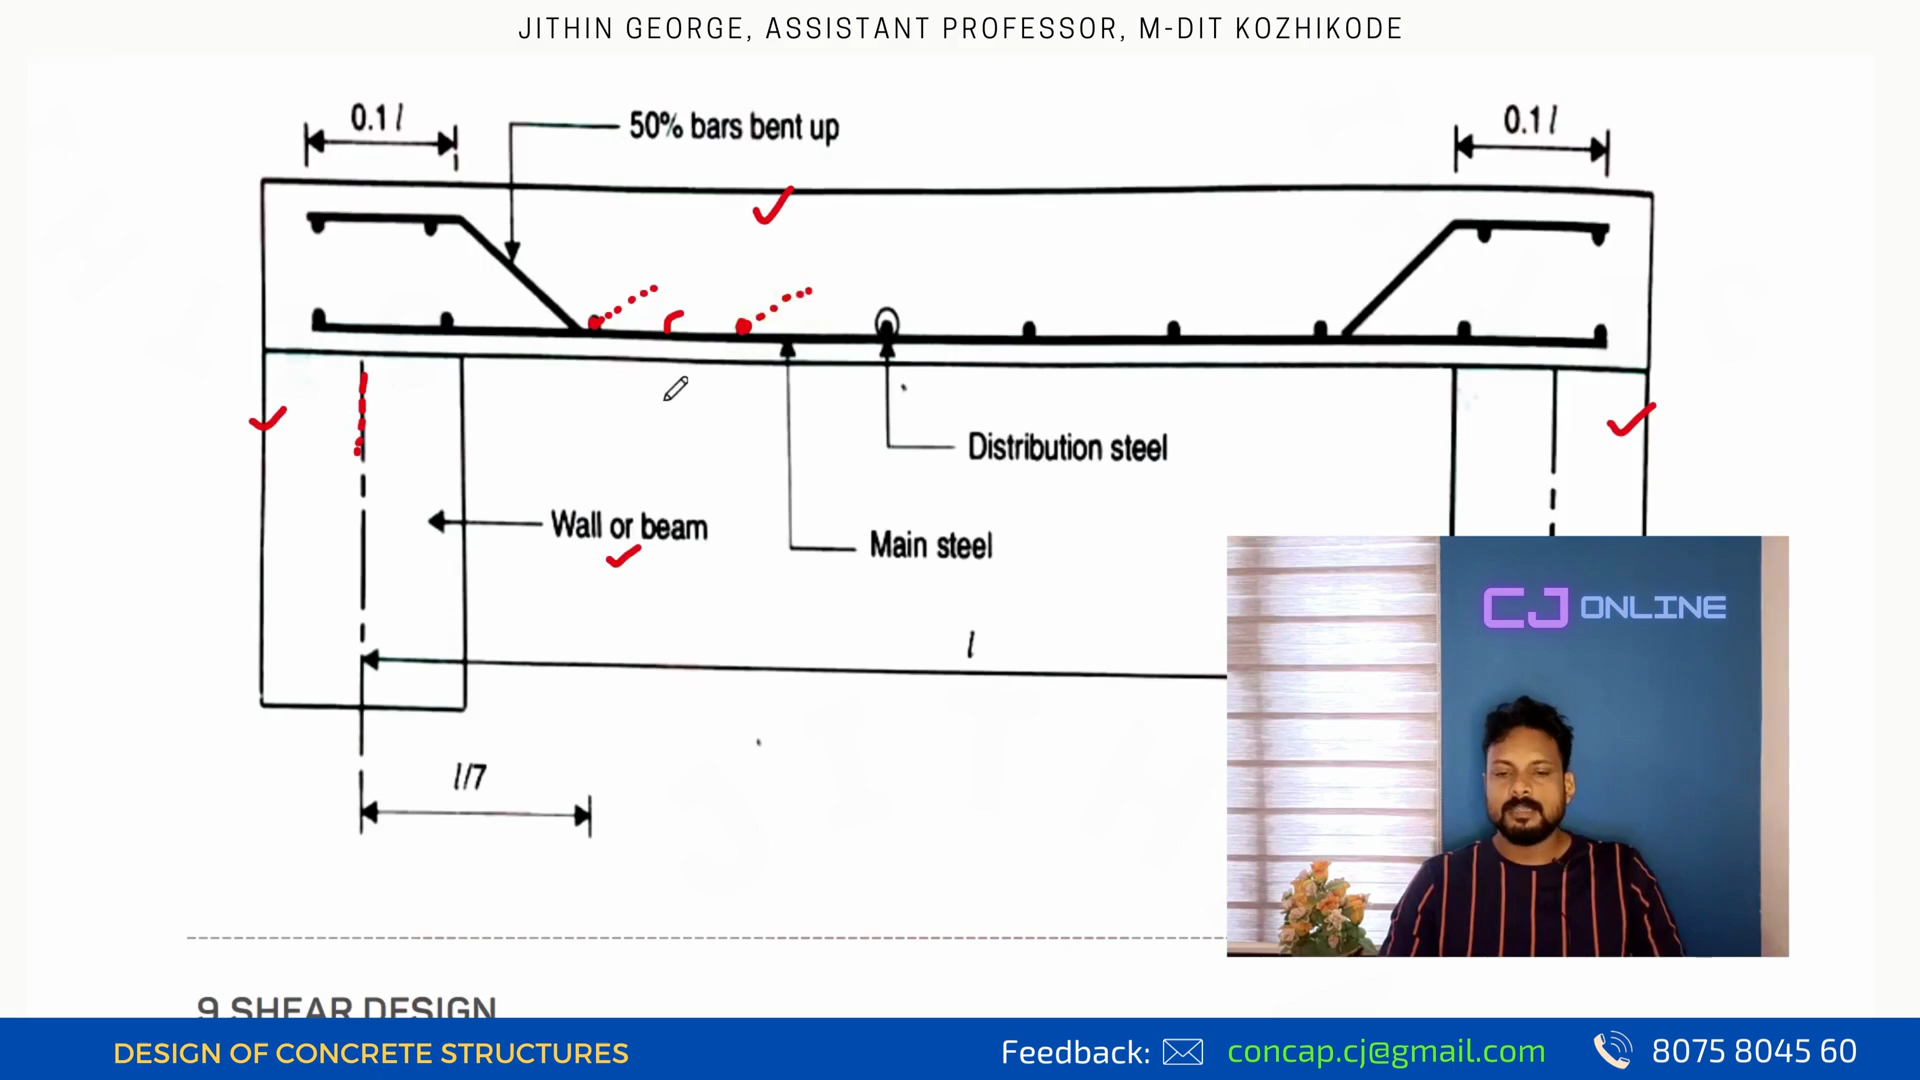 JITHIN GEORGE, ASSISTANT PROFESSOR, M-DIT KOZHIKODE
0.1 l
50% bars bent up
0.1 l
Distribution steel
Wall or beam
Main steel
l
l/7
CJ ONLINE
9 SHEAR DESIGN
DESIGN OF CONCRETE STRUCTURES
Feedback: concap.cj@gmail.com 8075 8045 60